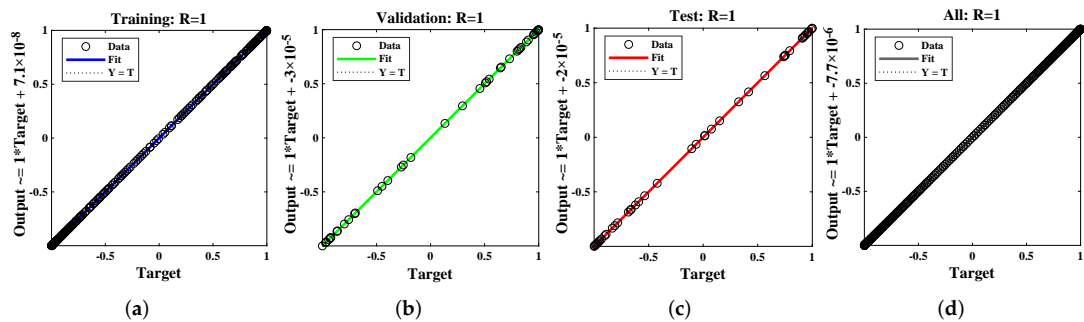 Training: R=1
Output ~= 1*Target + 7.1×10-8
Data
Fit
Y = T
1
0.5
0
-0.5
-0.5 0 0.5 1
Target
(a)
Validation: R=1
Output ~= 1*Target + -3×10-5
Data
Fit
Y = T
1
0.5
0
-0.5
-0.5 0 0.5 1
Target
(b)
Test: R=1
Output ~= 1*Target + -2×10-5
Data
Fit
Y = T
1
0.5
0
-0.5
-0.5 0 0.5 1
Target
(c)
All: R=1
Output ~= 1*Target + -7.7×10-6
Data
Fit
Y = T
1
0.5
0
-0.5
-0.5 0 0.5 1
Target
(d)